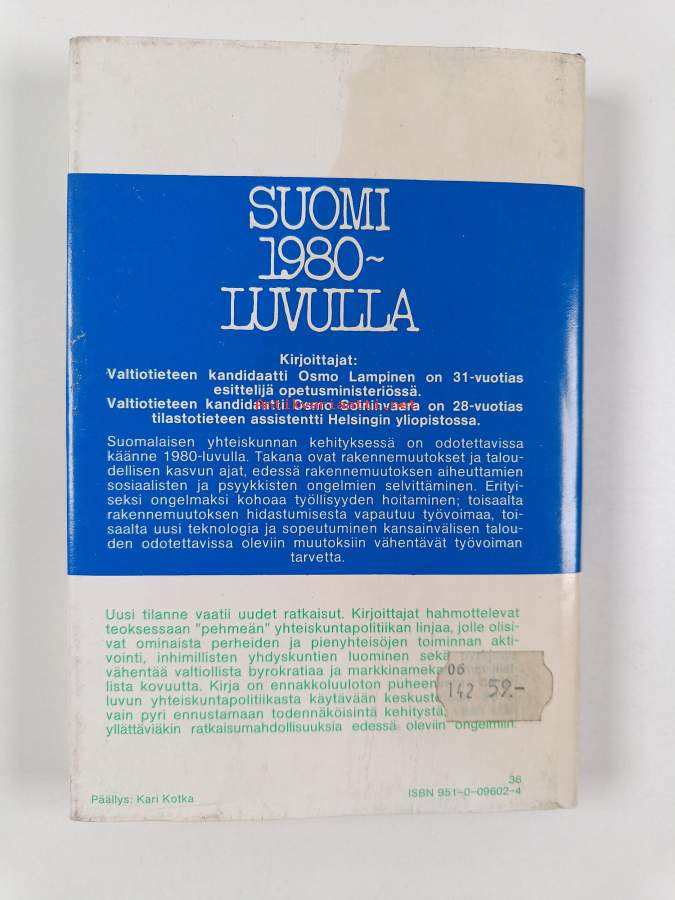 SUOMI
1980~
LUVULLA
Kirjoittajat:
Valtiotieteen kandidaatti Osmo Lampinen on 31-vuotias
esittelijä opetusministeriössä.
Valtiotieteen kandidaatti Osmo Soininvaara on 28-vuotias
tilastotieteen assistentti Helsingin yliopistossa.
Suomalaisen yhteiskunnan kehityksessä on odotettavissa
käänne 1980-luvulla. Takana ovat rakennemuutokset ja talou-
dellisen kasvun ajat, edessä rakennemuutoksen aiheuttamien
sosiaalisten ja psyykkisten ongelmien selvittäminen. Erityi-
seksi ongelmaksi kohoaa työllisyyden hoitaminen; toisaalta
rakennemuutoksen hidastumisesta vapautuu työvoimaa, toi-
saalta uusi teknologia ja sopeutuminen kansainvälisen talou-
den odotettavissa oleviin muutoksiin vähentävät työvoiman
tarvetta.
Uusi tilanne vaatii uudet ratkaisut. Kirjoittajat hahmottelevat
teoksessaan "pehmeän" yhteiskuntapolitiikan linjaa, jolle olisi-
vat ominaista perheiden ja pienyhteisöjen toiminnan akti-
vointi, inhimillisten yhdyskuntien luominen sekä
vähentää valtiollista byrokratiaa ja
lista kovuutta. Kirja on ennakkoluuloton
luvun yhteiskuntapolitiikasta käytävään
vain pyri ennustamaan todennäköistä kehitystä,
yllättäviäkin ratkaisumahdollisuuksia edessä oleviin ongelmiin.
06
142 59.-
36
Päällys: Kari Kotka
ISBN 951-0-09602-4